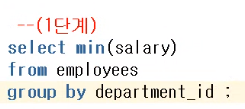 --(1단계)
select min(salary)
from employees
group by department_id ;